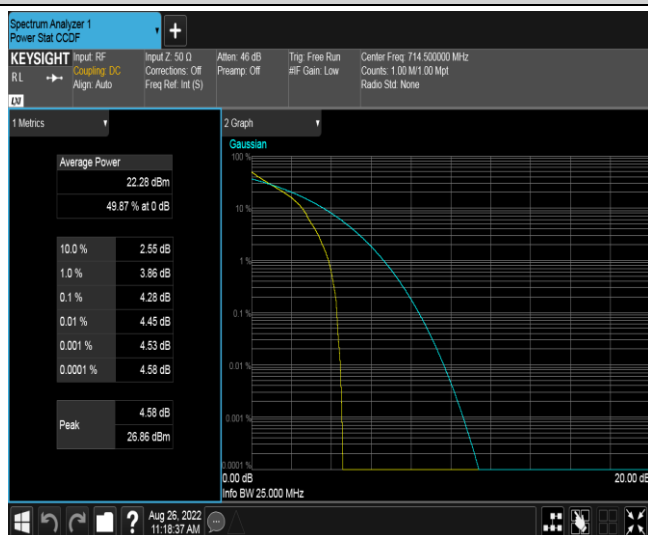 Spectrum Analyzer 1
Power Stat CCDF
+
KEYSIGHT
RL
LXI
Input: RF
Coupling: DC
Align: Auto
Input Z: 50 Ω
Corrections: Off
Freq Ref: Int (S)
Atten: 46 dB
Preamp: Off
Trig: Free Run
#IF Gain: Low
Center Freq: 714.500000 MHz
Counts: 1.00 M/1.00 Mpt
Radio Std: None
1 Metrics
Average Power
22.28 dBm
49.87 % at 0 dB
10.0 % 2.55 dB
1.0 % 3.86 dB
0.1 % 4.28 dB
0.01 % 4.45 dB
0.001 % 4.53 dB
0.0001 % 4.58 dB
Peak
4.58 dB
26.86 dBm
2 Graph
Gaussian
100 %
10 %
1 %
0.1 %
0.01 %
0.001 %
0.0001 %
0.00 dB 20.00 dB
Info BW 25.000 MHz
?
Aug 26, 2022
11:18:37 AM